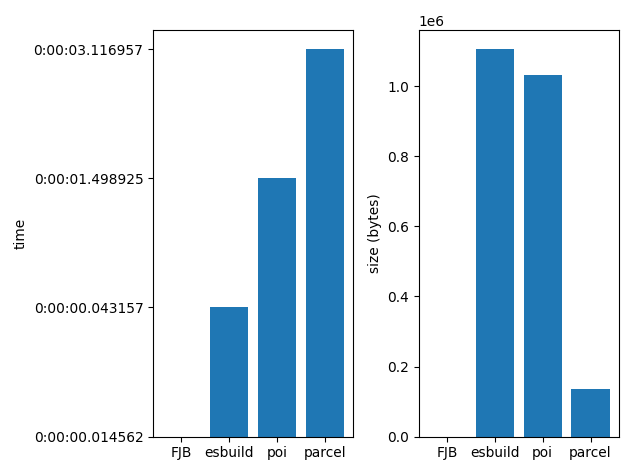 1e6
0:00:03.116957
0:00:01.498925
0:00:00.043157
0:00:00.014562
time
FJB esbuild poi parcel
1.0
0.8
0.6
0.4
0.2
0.0
size (bytes)
FJB esbuild poi parcel